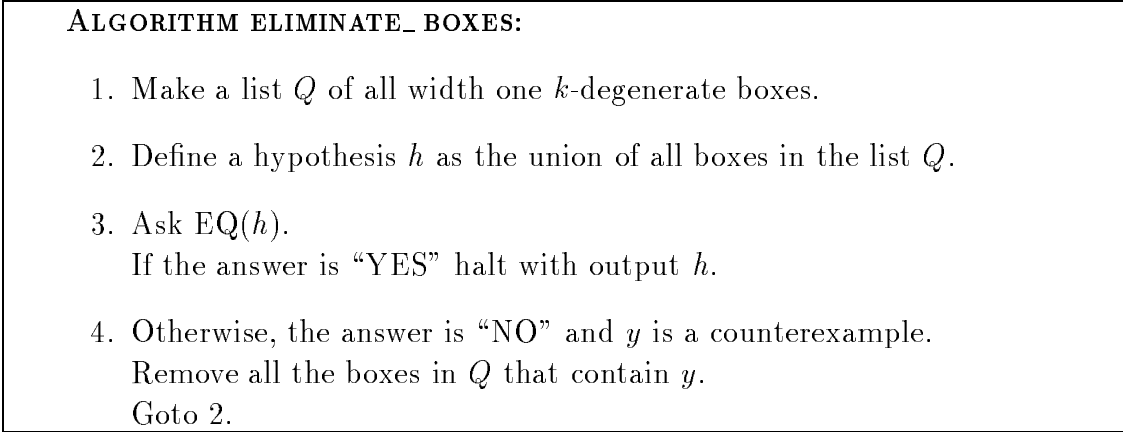 ALGORITHM ELIMINATE_ BOXES:
1. Make a list Q of all width one k-degenerate boxes.
2. Define a hypothesis h as the union of all boxes in the list Q.
3. Ask EQ(h).
If the answer is “YES” halt with output h.
4. Otherwise, the answer is “NO” and y is a counterexample.
Remove all the boxes in Q that contain y.
Goto 2.